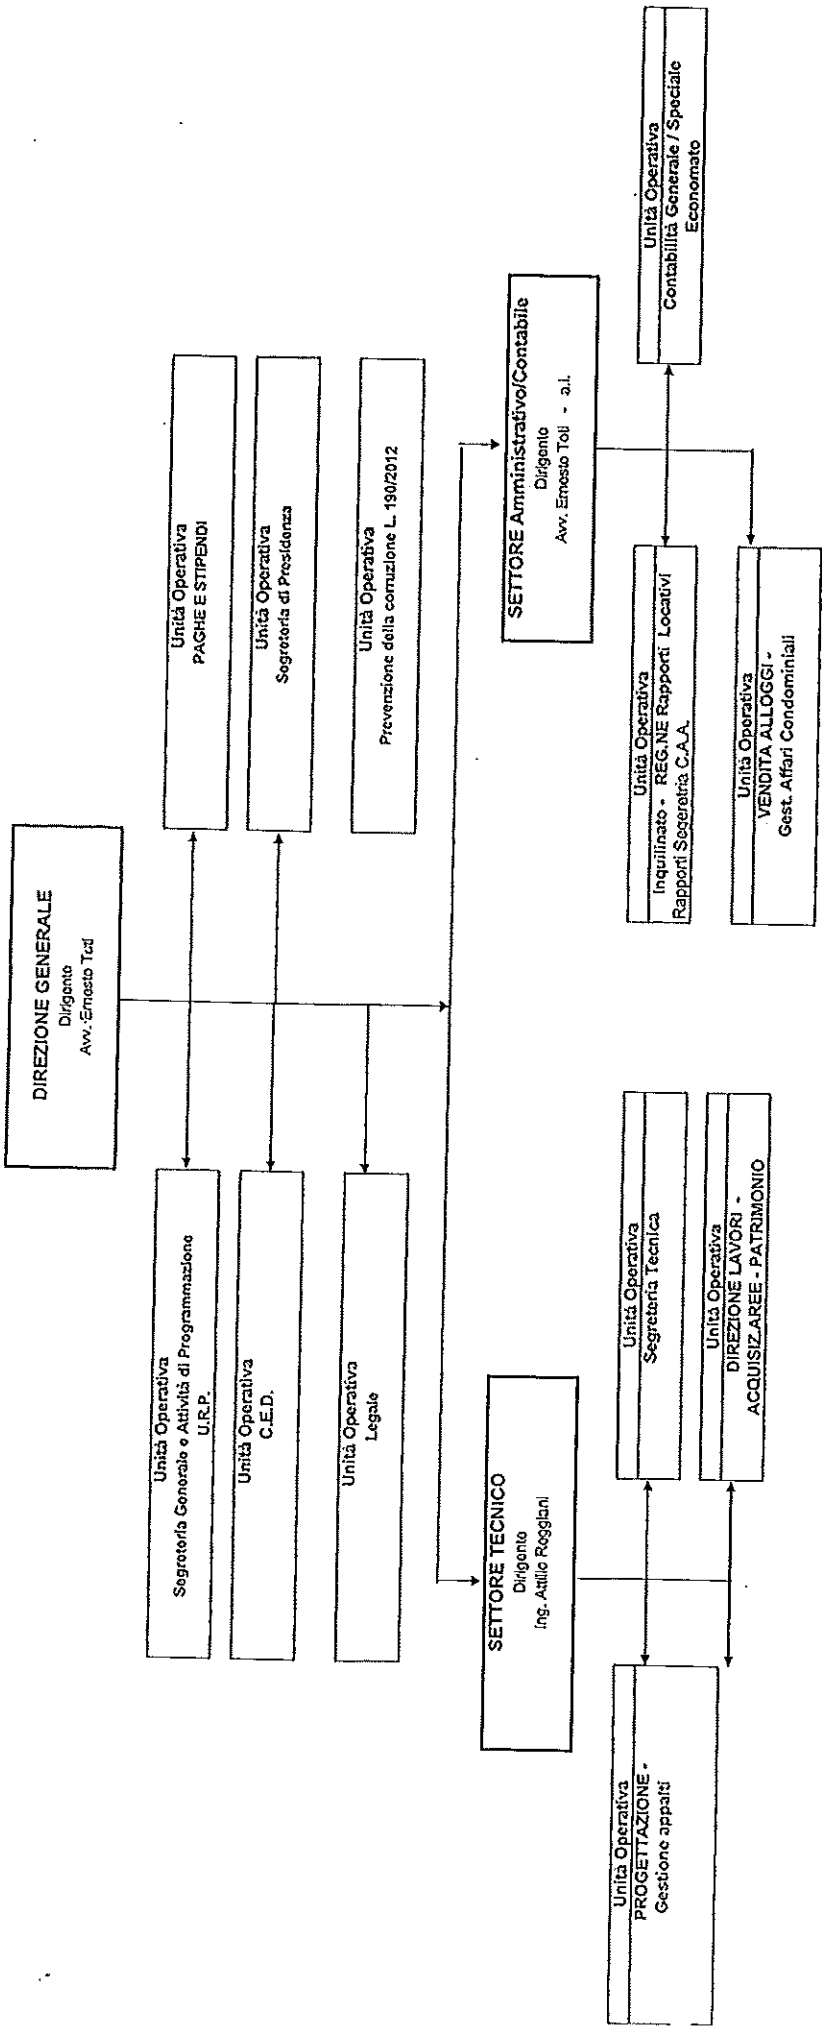 DIREZIONE GENERALE
Dirigente
Avv. Ernesto Toti
Unità Operativa
Segreteria Generale e Attività di Programmazione
U.R.P.
Unità Operativa
PAGHE E STIPENDI
Unità Operativa
C.E.D.
Unità Operativa
Segreteria di Presidenza
Unità Operativa
Legale
Unità Operativa
Prevenzione della corruzione L. 190/2012
SETTORE TECNICO
Dirigente
Ing. Attilio Reggiani
SETTORE Amministrativo/Contabile
Dirigente
Avv. Ernesto Toti - a.i.
Unità Operativa
PROGETTAZIONE -
Gestione appalti
Unità Operativa
Segreteria Tecnica
Unità Operativa
DIREZIONE LAVORI -
ACQUISIZ.AREE - PATRIMONIO
Unità Operativa
Inquilinato - REG.NE Rapporti Locativi
Rapporti Segeretria C.A.A.
Unità Operativa
Contabilità Generale / Speciale
Economato
Unità Operativa
VENDITA ALLOGGI -
Gest. Affari Condominiali